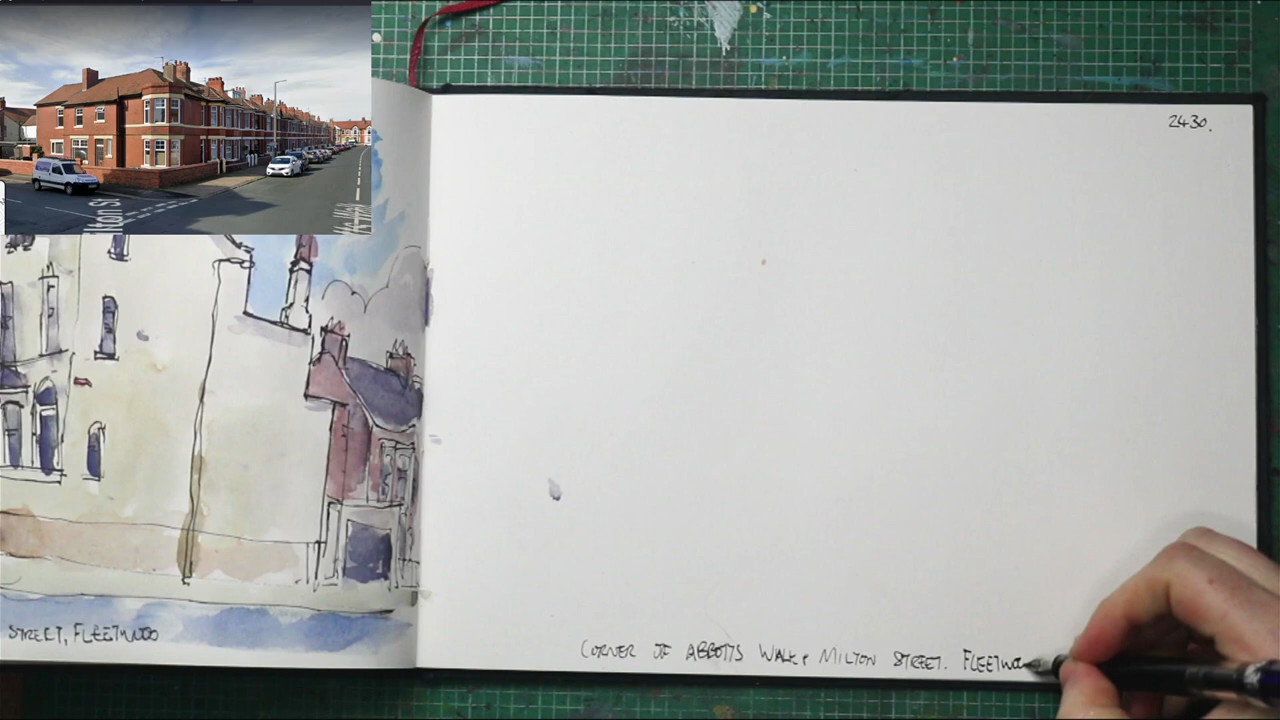 2430.
STREET, FLEETWOOD
CORNER OF ABBOTTS WALK & MILTON STREET. FLEETWO